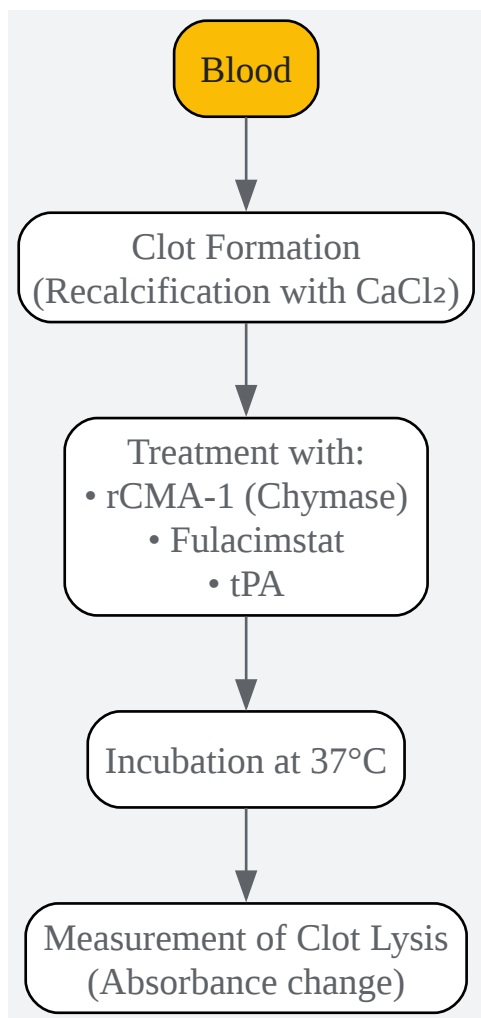 Blood
Clot Formation
(Recalcification with CaCl₂)
Treatment with:
• rCMA-1 (Chymase)
• Fulacimstat
• tPA
Incubation at 37°C
Measurement of Clot Lysis
(Absorbance change)